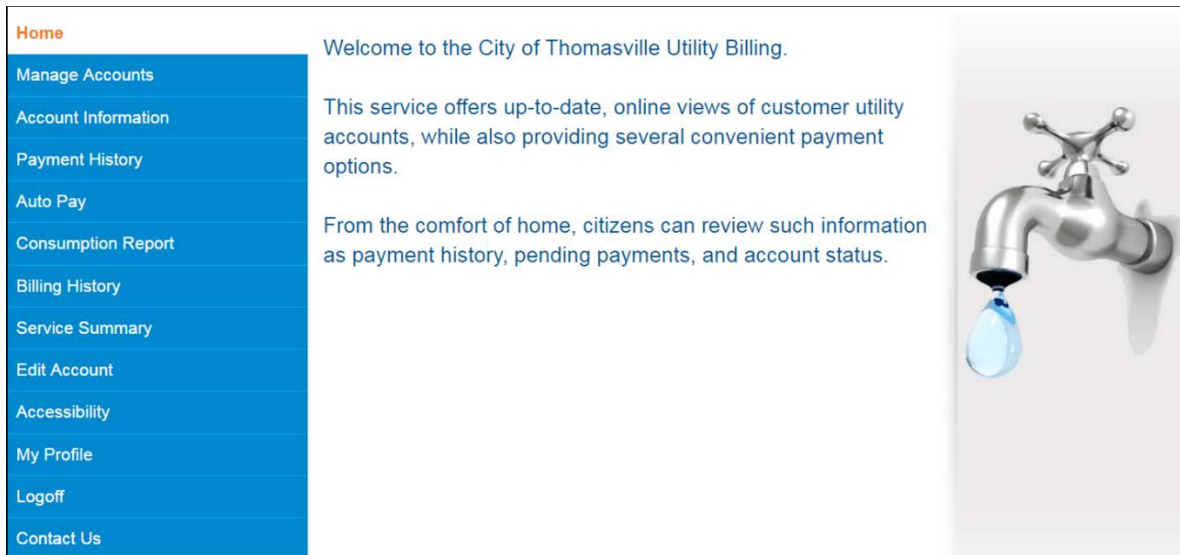 Home
Manage Accounts
Account Information
Payment History
Auto Pay
Consumption Report
Billing History
Service Summary
Edit Account
Accessibility
My Profile
Logoff
Contact Us
Welcome to the City of Thomasville Utility Billing.
This service offers up-to-date, online views of customer utility
accounts, while also providing several convenient payment
options.
From the comfort of home, citizens can review such information
as payment history, pending payments, and account status.